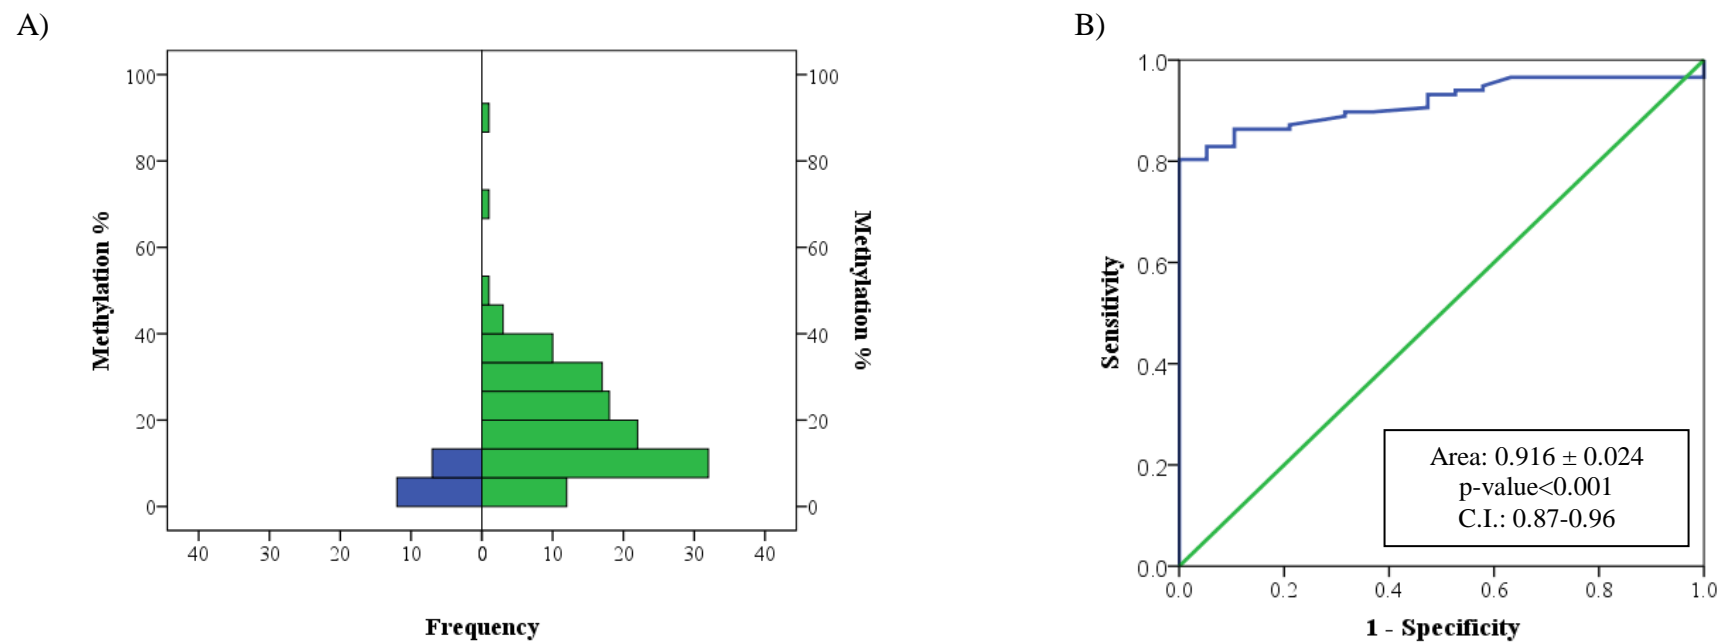 A)
B)
100
80
60
40
20
0
Methylation %
100
80
60
40
20
0
Methylation %
40 30 20 10 0 10 20 30 40
Frequency
1.0
0.8
0.6
0.4
0.2
0.0
Sensitivity
Area: 0.916 ± 0.024
p-value<0.001
C.I.: 0.87-0.96
0.0 0.2 0.4 0.6 0.8 1.0
1 - Specificity